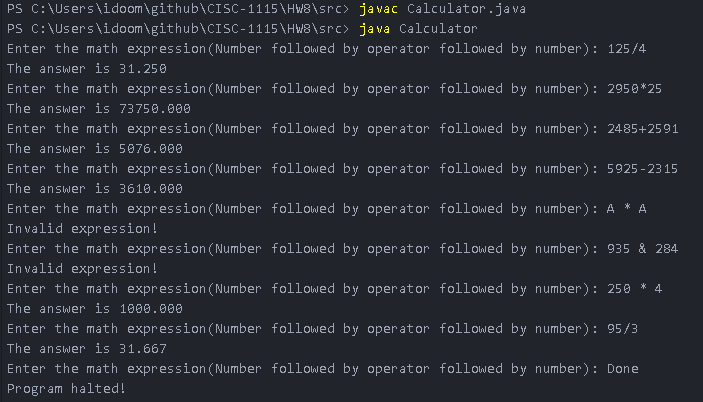 PS C:\Users\idoom\github\CISC-1115\HW8\src> javac Calculator.java
PS C:\Users\idoom\github\CISC-1115\HW8\src> java Calculator
Enter the math expression(Number followed by operator followed by number): 125/4
The answer is 31.250
Enter the math expression(Number followed by operator followed by number): 2950*25
The answer is 73750.000
Enter the math expression(Number followed by operator followed by number): 2485+2591
The answer is 5076.000
Enter the math expression(Number followed by operator followed by number): 5925-2315
The answer is 3610.000
Enter the math expression(Number followed by operator followed by number): A * A
Invalid expression!
Enter the math expression(Number followed by operator followed by number): 935 & 284
Invalid expression!
Enter the math expression(Number followed by operator followed by number): 250 * 4
The answer is 1000.000
Enter the math expression(Number followed by operator followed by number): 95/3
The answer is 31.667
Enter the math expression(Number followed by operator followed by number): Done
Program halted!